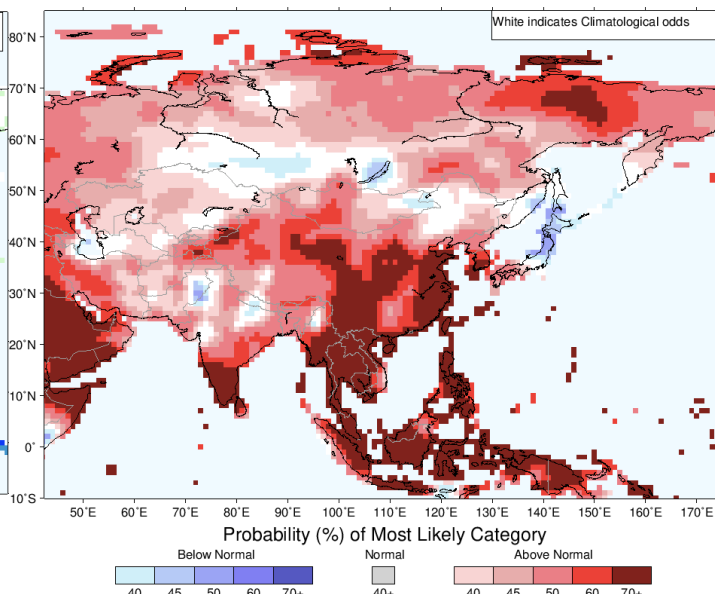 White indicates Climatological odds
80°N
70°N
60°N
50°N
40°N
30°N
20°N
10°N
0°
10°S
50°E 60°E 70°E 80°E 90°E 100°E 110°E 120°E 130°E 140°E 150°E 160°E 170°E
Probability (%) of Most Likely Category
Below Normal Normal Above Normal
40 45 50 60 70+ 40+ 40 45 50 60 70+